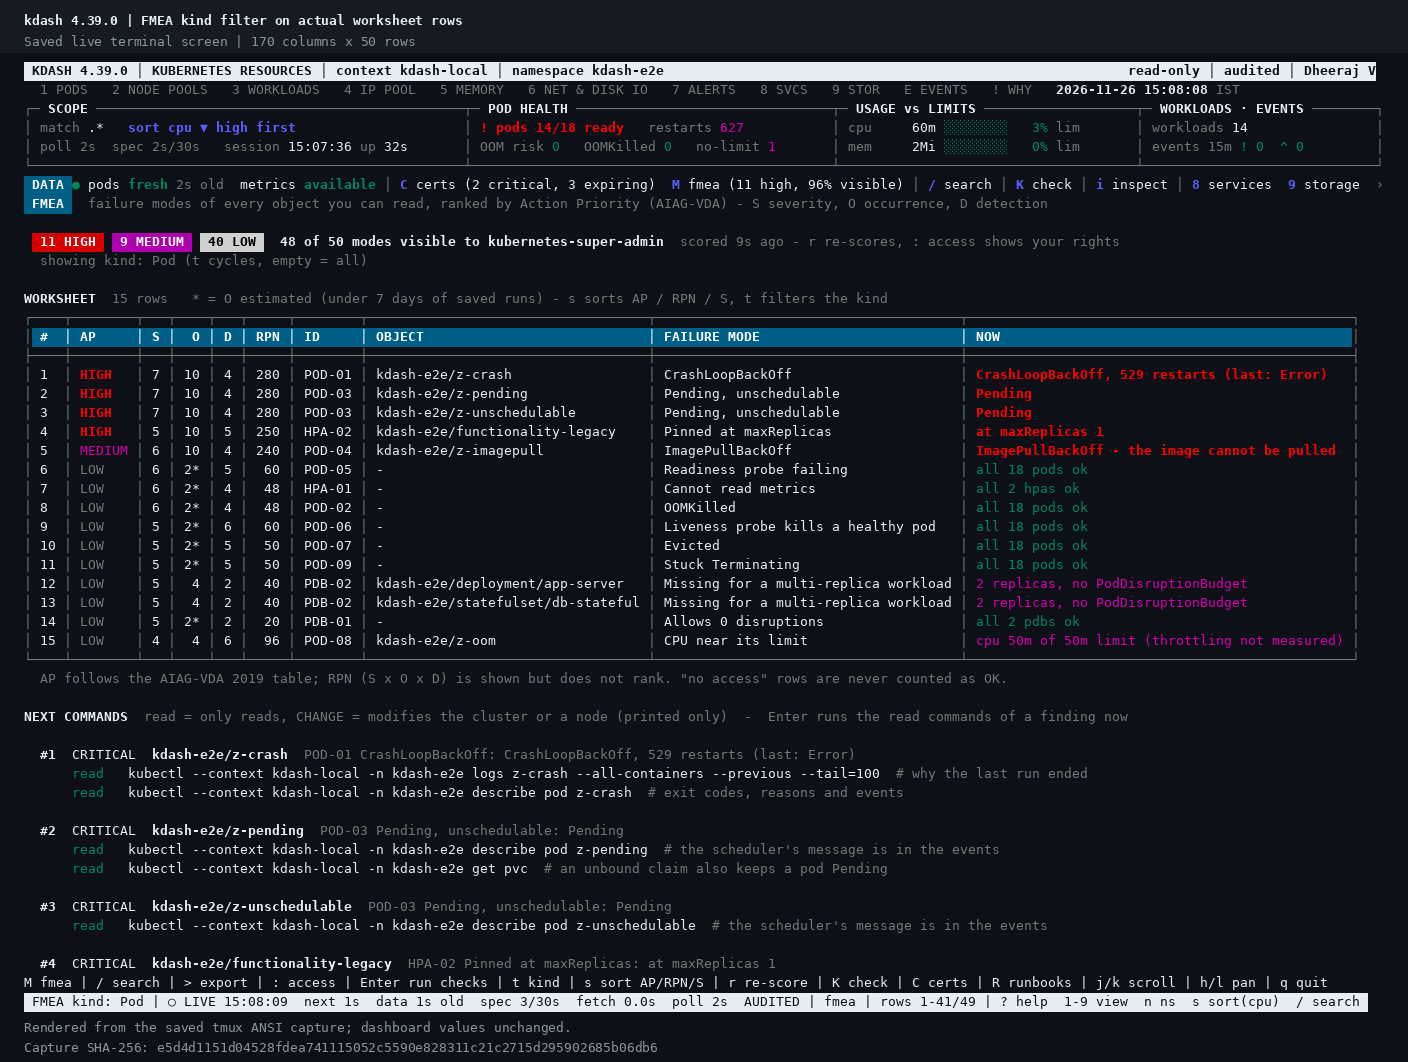 kdash 4.39.0 | FMEA kind filter on actual worksheet rows
Saved live terminal screen | 170 columns x 50 rows
KDASH 4.39.0 │ KUBERNETES RESOURCES │ context kdash-local │ namespace kdash-e2e read-only │ audited │ Dheeraj V
1 PODS 2 NODE POOLS 3 WORKLOADS 4 IP POOL 5 MEMORY 6 NET & DISK IO 7 ALERTS 8 SVCS 9 STOR E EVENTS ! WHY 2026-11-26 15:08:08 IST
SCOPE POD HEALTH USAGE vs LIMITS WORKLOADS · EVENTS
match .* sort cpu ▼ high first │ ! pods 14/18 ready restarts 627 │ cpu 60m ░░░░░░░░ 3% lim │ workloads 14
poll 2s spec 2s/30s session 15:07:36 up 32s │ OOM risk 0 OOMKilled 0 no-limit 1 │ mem 2Mi ░░░░░░░░ 0% lim │ events 15m ! 0 ^ 0
DATA ● pods fresh 2s old metrics available │ C certs (2 critical, 3 expiring) M fmea (11 high, 96% visible) │ / search │ K check │ i inspect │ 8 services 9 storage ›
FMEA failure modes of every object you can read, ranked by Action Priority (AIAG-VDA) - S severity, O occurrence, D detection
11 HIGH 9 MEDIUM 40 LOW 48 of 50 modes visible to kubernetes-super-admin scored 9s ago - r re-scores, : access shows your rights
showing kind: Pod (t cycles, empty = all)
WORKSHEET 15 rows * = O estimated (under 7 days of saved runs) - s sorts AP / RPN / S, t filters the kind
# │ AP │ S │ O │ D │ RPN │ ID │ OBJECT │ FAILURE MODE │ NOW
1 │ HIGH │ 7 │ 10 │ 4 │ 280 │ POD-01 │ kdash-e2e/z-crash │ CrashLoopBackOff │ CrashLoopBackOff, 529 restarts (last: Error)
2 │ HIGH │ 7 │ 10 │ 4 │ 280 │ POD-03 │ kdash-e2e/z-pending │ Pending, unschedulable │ Pending
3 │ HIGH │ 7 │ 10 │ 4 │ 280 │ POD-03 │ kdash-e2e/z-unschedulable │ Pending, unschedulable │ Pending
4 │ HIGH │ 5 │ 10 │ 5 │ 250 │ HPA-02 │ kdash-e2e/functionality-legacy │ Pinned at maxReplicas │ at maxReplicas 1
5 │ MEDIUM │ 6 │ 10 │ 4 │ 240 │ POD-04 │ kdash-e2e/z-imagepull │ ImagePullBackOff │ ImagePullBackOff - the image cannot be pulled
6 │ LOW │ 6 │ 2* │ 5 │ 60 │ POD-05 │ - │ Readiness probe failing │ all 18 pods ok
7 │ LOW │ 6 │ 2* │ 4 │ 48 │ HPA-01 │ - │ Cannot read metrics │ all 2 hpas ok
8 │ LOW │ 6 │ 2* │ 4 │ 48 │ POD-02 │ - │ OOMKilled │ all 18 pods ok
9 │ LOW │ 5 │ 2* │ 6 │ 60 │ POD-06 │ - │ Liveness probe kills a healthy pod │ all 18 pods ok
10 │ LOW │ 5 │ 2* │ 5 │ 50 │ POD-07 │ - │ Evicted │ all 18 pods ok
11 │ LOW │ 5 │ 2* │ 5 │ 50 │ POD-09 │ - │ Stuck Terminating │ all 18 pods ok
12 │ LOW │ 5 │ 4 │ 2 │ 40 │ PDB-02 │ kdash-e2e/deployment/app-server │ Missing for a multi-replica workload │ 2 replicas, no PodDisruptionBudget
13 │ LOW │ 5 │ 4 │ 2 │ 40 │ PDB-02 │ kdash-e2e/statefulset/db-stateful │ Missing for a multi-replica workload │ 2 replicas, no PodDisruptionBudget
14 │ LOW │ 5 │ 2* │ 2 │ 20 │ PDB-01 │ - │ Allows 0 disruptions │ all 2 pdbs ok
15 │ LOW │ 4 │ 4 │ 6 │ 96 │ POD-08 │ kdash-e2e/z-oom │ CPU near its limit │ cpu 50m of 50m limit (throttling not measured)
AP follows the AIAG-VDA 2019 table; RPN (S x O x D) is shown but does not rank. "no access" rows are never counted as OK.
NEXT COMMANDS read = only reads, CHANGE = modifies the cluster or a node (printed only) - Enter runs the read commands of a finding now
#1 CRITICAL kdash-e2e/z-crash POD-01 CrashLoopBackOff: CrashLoopBackOff, 529 restarts (last: Error)
read kubectl --context kdash-local -n kdash-e2e logs z-crash --all-containers --previous --tail=100 # why the last run ended
read kubectl --context kdash-local -n kdash-e2e describe pod z-crash # exit codes, reasons and events
#2 CRITICAL kdash-e2e/z-pending POD-03 Pending, unschedulable: Pending
read kubectl --context kdash-local -n kdash-e2e describe pod z-pending # the scheduler's message is in the events
read kubectl --context kdash-local -n kdash-e2e get pvc # an unbound claim also keeps a pod Pending
#3 CRITICAL kdash-e2e/z-unschedulable POD-03 Pending, unschedulable: Pending
read kubectl --context kdash-local -n kdash-e2e describe pod z-unschedulable # the scheduler's message is in the events
#4 CRITICAL kdash-e2e/functionality-legacy HPA-02 Pinned at maxReplicas: at maxReplicas 1
M fmea | / search | > export | : access | Enter run checks | t kind | s sort AP/RPN/S | r re-score | K check | C certs | R runbooks | j/k scroll | h/l pan | q quit
FMEA kind: Pod | ○ LIVE 15:08:09 next 1s data 1s old spec 3/30s fetch 0.0s poll 2s AUDITED | fmea | rows 1-41/49 | ? help 1-9 view n ns s sort(cpu) / search
Rendered from the saved tmux ANSI capture; dashboard values unchanged.
Capture SHA-256: e5d4d1151d04528fdea741115052c5590e828311c21c2715d295902685b06db6